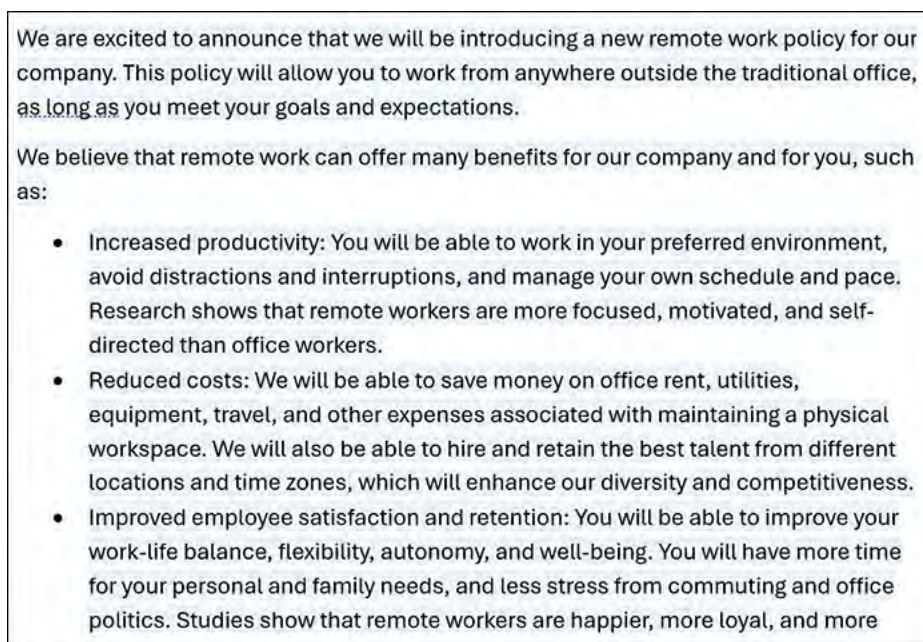 We are excited to announce that we will be introducing a new remote work policy for our
company. This policy will allow you to work from anywhere outside the traditional office,
as long as you meet your goals and expectations.
We believe that remote work can offer many benefits for our company and for you, such
as:
• Increased productivity: You will be able to work in your preferred environment,
avoid distractions and interruptions, and manage your own schedule and pace.
Research shows that remote workers are more focused, motivated, and self-
directed than office workers.
• Reduced costs: We will be able to save money on office rent, utilities,
equipment, travel, and other expenses associated with maintaining a physical
workspace. We will also be able to hire and retain the best talent from different
locations and time zones, which will enhance our diversity and competitiveness.
• Improved employee satisfaction and retention: You will be able to improve your
work-life balance, flexibility, autonomy, and well-being. You will have more time
for your personal and family needs, and less stress from commuting and office
politics. Studies show that remote workers are happier, more loyal, and more